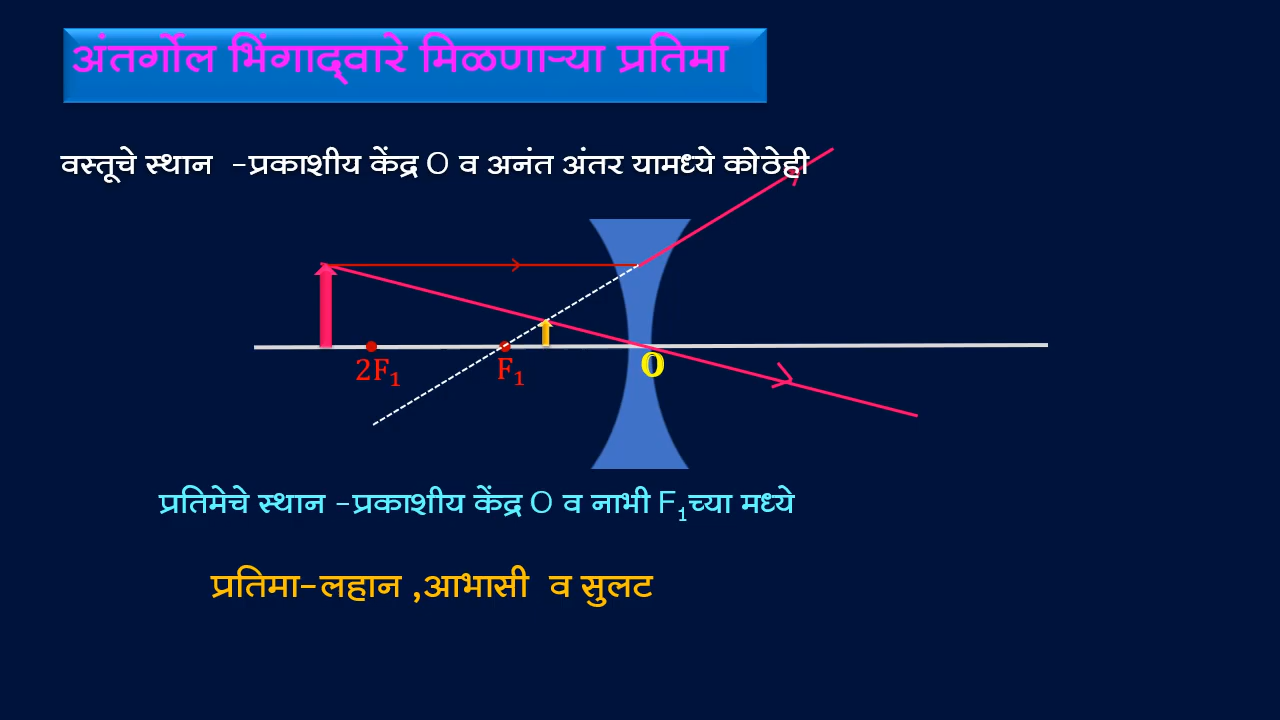 अंतर्गोल भिंगाद्वारे मिळणाऱ्या प्रतिमा
वस्तूचे स्थान -प्रकाशीय केंद्र O व अनंत अंतर यामध्ये कोठेही
2F₁
F₁
O
प्रतिमेचे स्थान -प्रकाशीय केंद्र O व नाभी F₁च्या मध्ये
प्रतिमा-लहान ,आभासी व सुलट